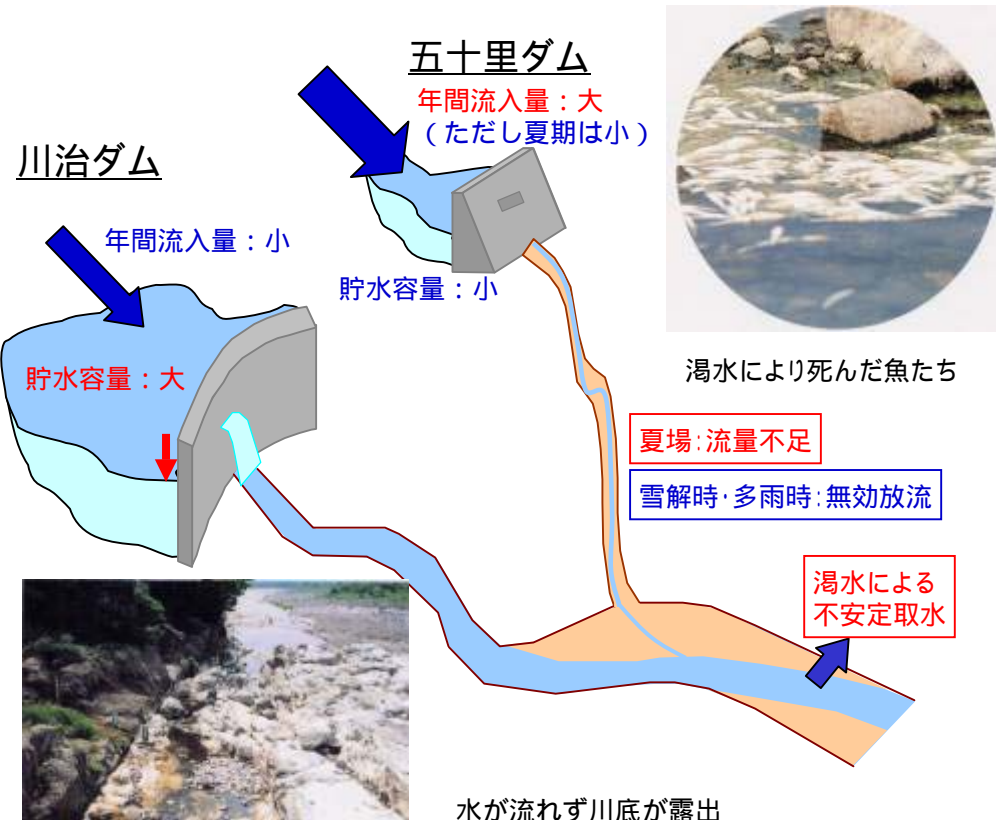 五十里ダム
年間流入量：大
（ただし夏期は小）
川治ダム
年間流入量：小
貯水容量：小
貯水容量：大
渇水により死んだ魚たち
夏場：流量不足
雪解時・多雨時：無効放流
渇水による
不安定取水
水が流れず川底が露出